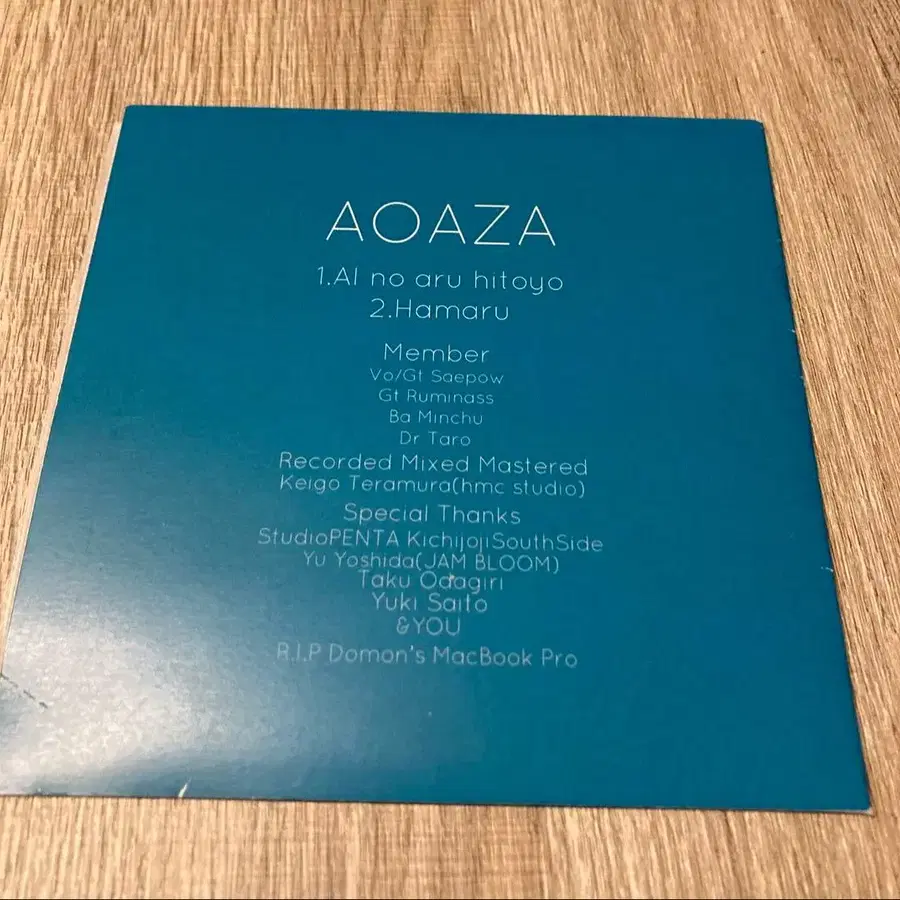 AOAZA
1.AI no aru hitoyo
2.Hamaru
Member
Vo/Gt Saepow
Gt Ruminass
Ba Minchu
Dr Taro
Recorded Mixed Mastered
Keigo Teramura(hmc studio)
Special Thanks
StudioPENTA KichijojiSouthSide
Yu Yoshida(JAM BLOOM)
Taku Odagiri
Yuki Saito
&YOU
R.I.P Domon's MacBook Pro